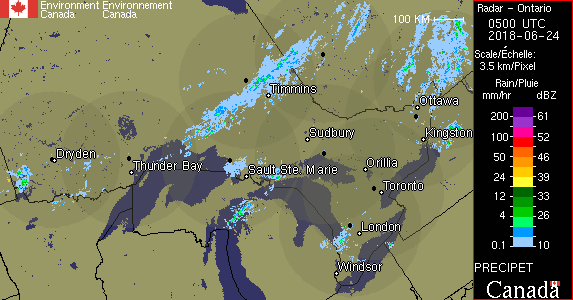 Environment Environnement
Canada Canada
100 KM
Timmins
Ottawa
Sudbury
Kingston
Dryden
Thunder Bay
Sault Ste. Marie
Orillia
Toronto
London
Windsor
Radar - Ontario
0500 UTC
2018-06-24
Scale/Échelle:
3.5 km/Pixel
Rain/Pluie
mm/hr dBZ
200 61
100 52
50 46
24 39
12 33
4 26
0.1 10
PRECIPET
Canada